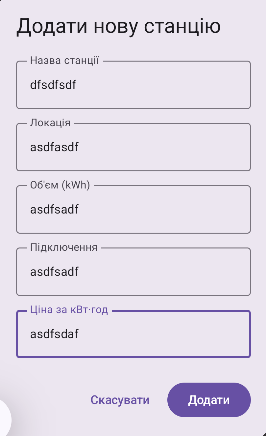 Додати нову станцію
Назва станції
dfsdfsdf
Локація
asdfasdf
Об'єм (kWh)
asdfsadf
Підключення
asdfsadf
Ціна за кВт·год
asdfsdaf
Скасувати
Додати